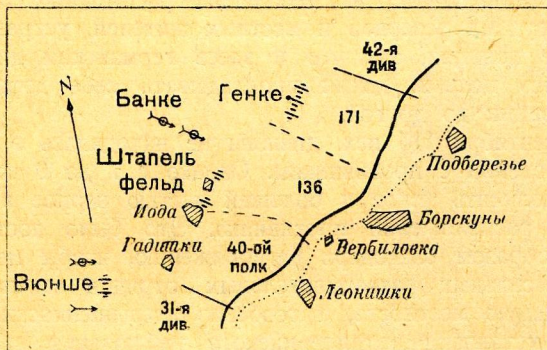 42-я
див
N
Генке
Банке
171
Подберезье
Штапель
фельд
136
Иода
Борскуны
Вербиловка
Гадитки
40-ой
полк
Вюнше
Леонишки
31-я
див